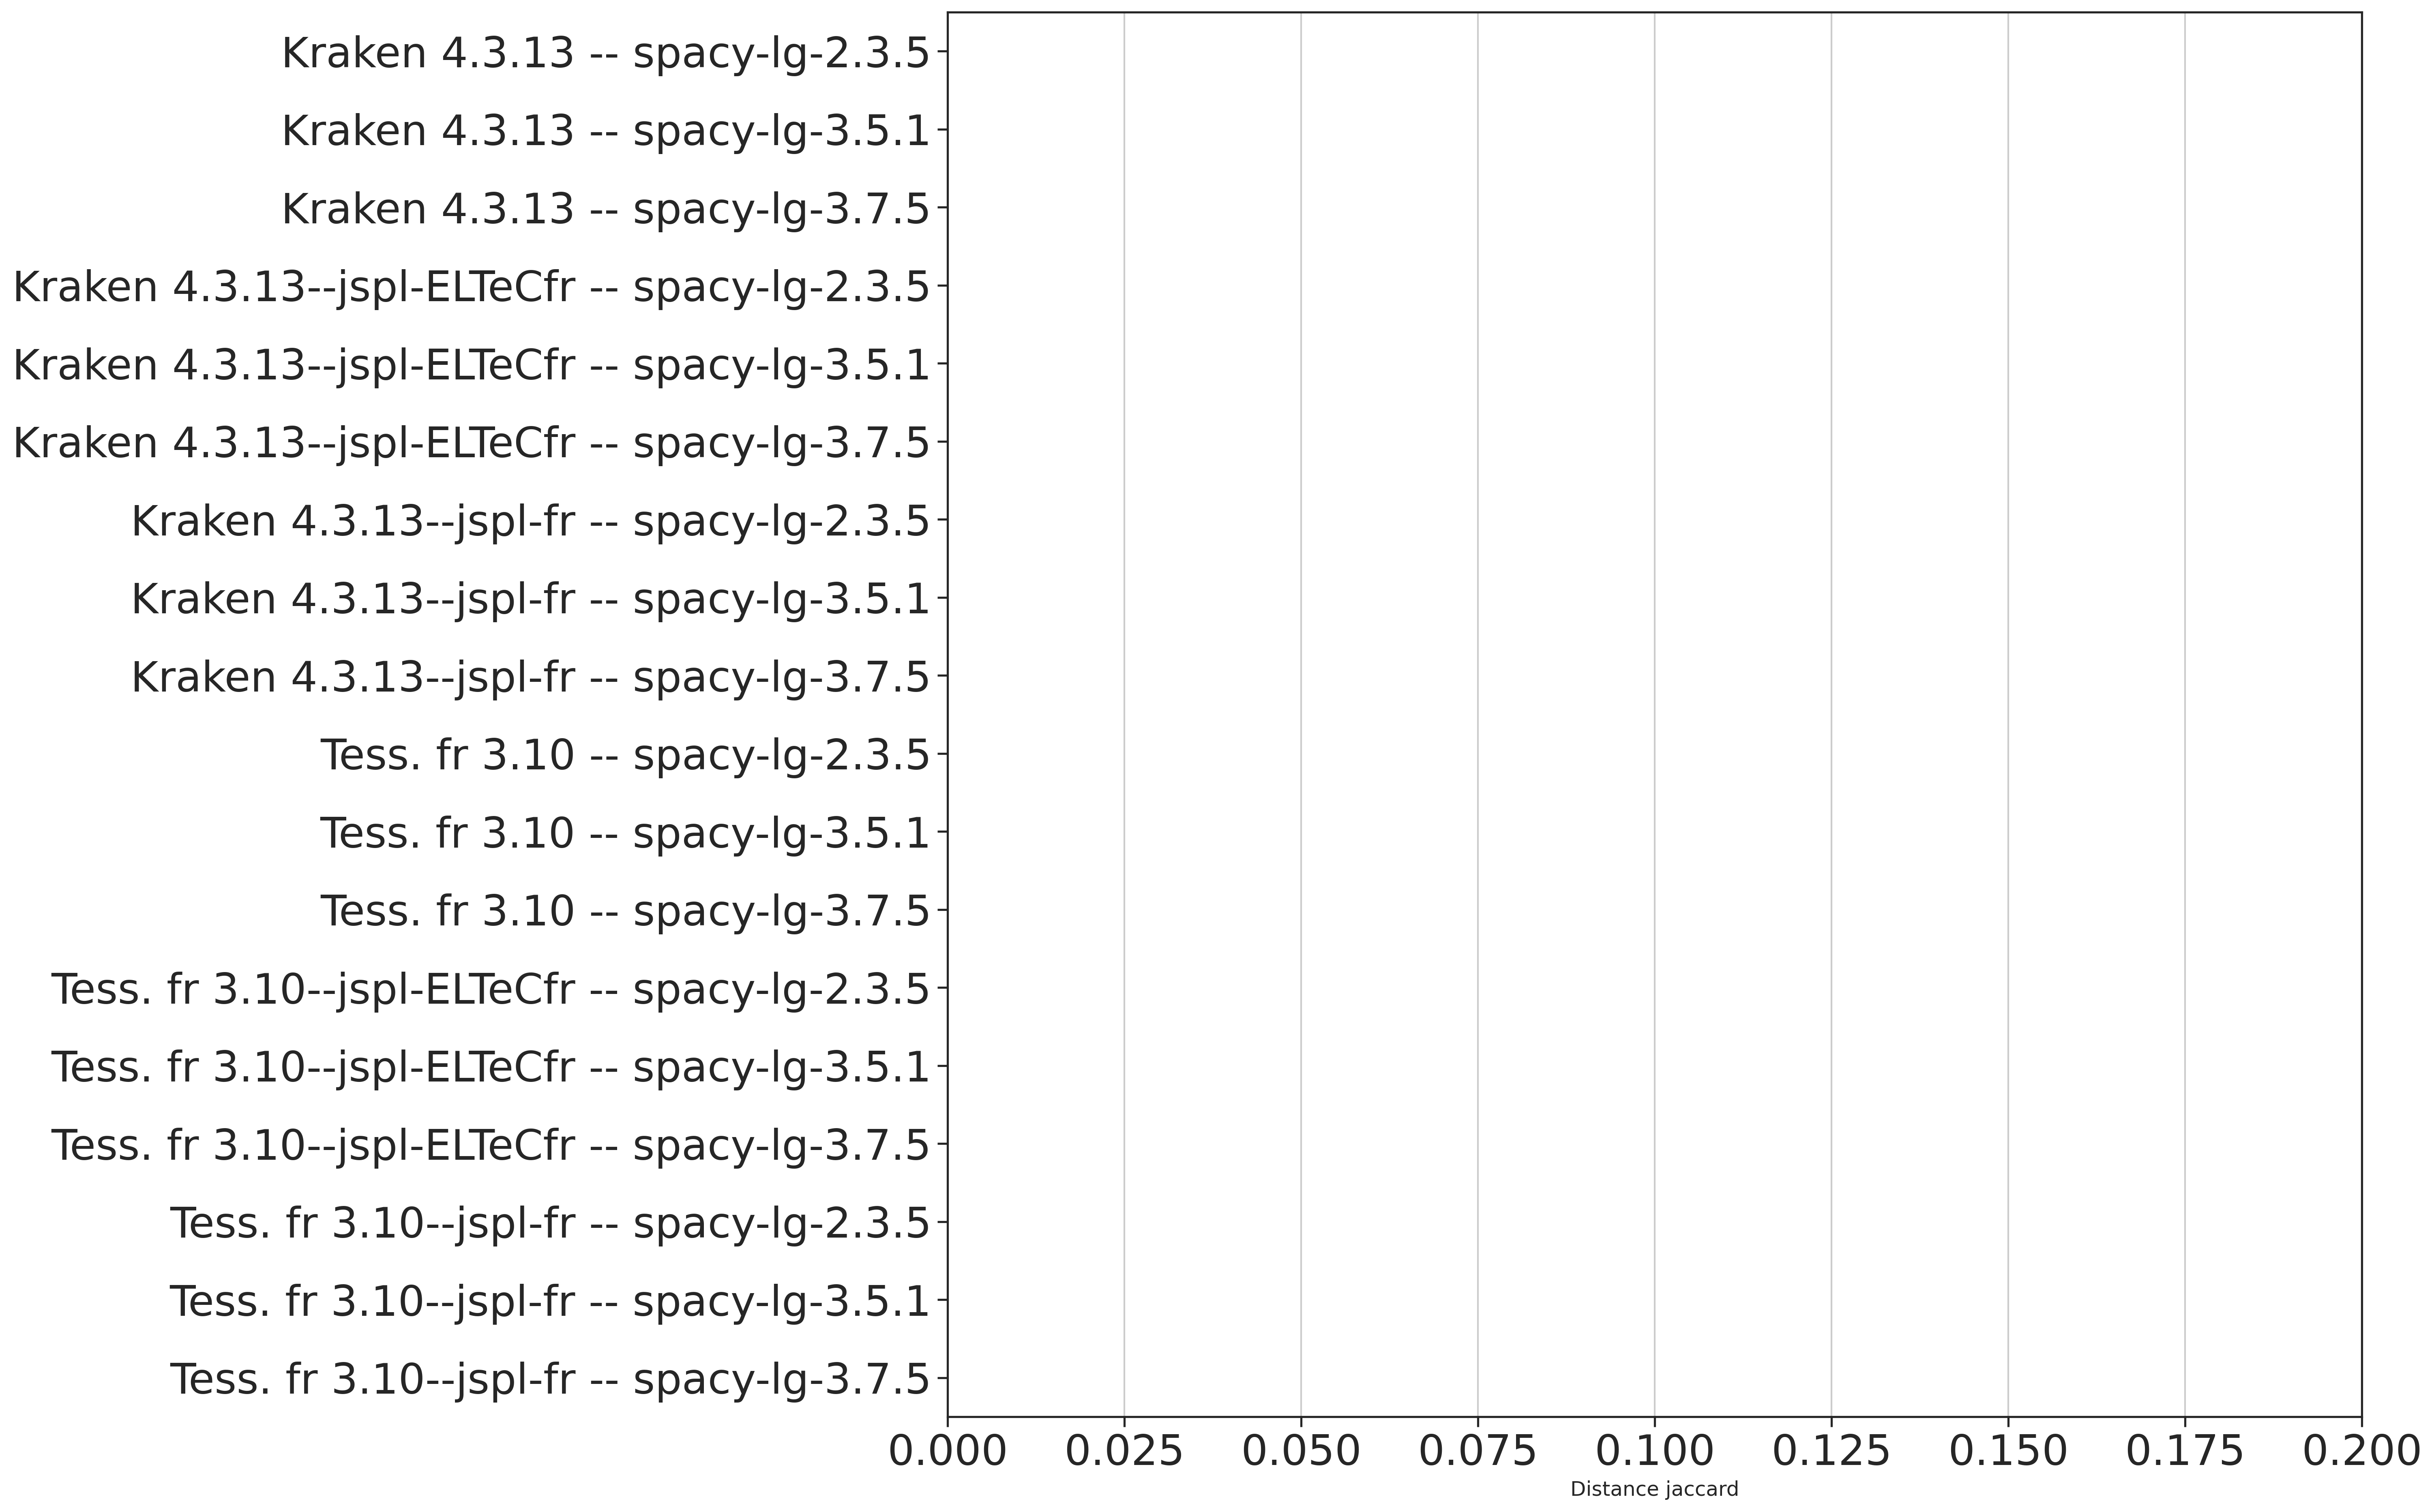 Kraken 4.3.13 -- spacy-lg-2.3.5
Kraken 4.3.13 -- spacy-lg-3.5.1
Kraken 4.3.13 -- spacy-lg-3.7.5
Kraken 4.3.13--jspl-ELTeCfr -- spacy-lg-2.3.5
Kraken 4.3.13--jspl-ELTeCfr -- spacy-lg-3.5.1
Kraken 4.3.13--jspl-ELTeCfr -- spacy-lg-3.7.5
Kraken 4.3.13--jspl-fr -- spacy-lg-2.3.5
Kraken 4.3.13--jspl-fr -- spacy-lg-3.5.1
Kraken 4.3.13--jspl-fr -- spacy-lg-3.7.5
Tess. fr 3.10 -- spacy-lg-2.3.5
Tess. fr 3.10 -- spacy-lg-3.5.1
Tess. fr 3.10 -- spacy-lg-3.7.5
Tess. fr 3.10--jspl-ELTeCfr -- spacy-lg-2.3.5
Tess. fr 3.10--jspl-ELTeCfr -- spacy-lg-3.5.1
Tess. fr 3.10--jspl-ELTeCfr -- spacy-lg-3.7.5
Tess. fr 3.10--jspl-fr -- spacy-lg-2.3.5
Tess. fr 3.10--jspl-fr -- spacy-lg-3.5.1
Tess. fr 3.10--jspl-fr -- spacy-lg-3.7.5
0.000 0.025 0.050 0.075 0.100 0.125 0.150 0.175 0.200
Distance jaccard